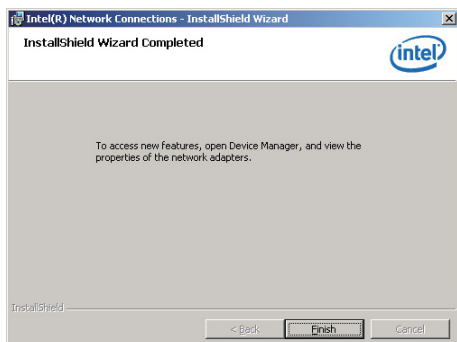 Intel(R) Network Connections - InstallShield Wizard
InstallShield Wizard Completed
intel
To access new features, open Device Manager, and view the
properties of the network adapters.
InstallShield
< Back
Finish
Cancel